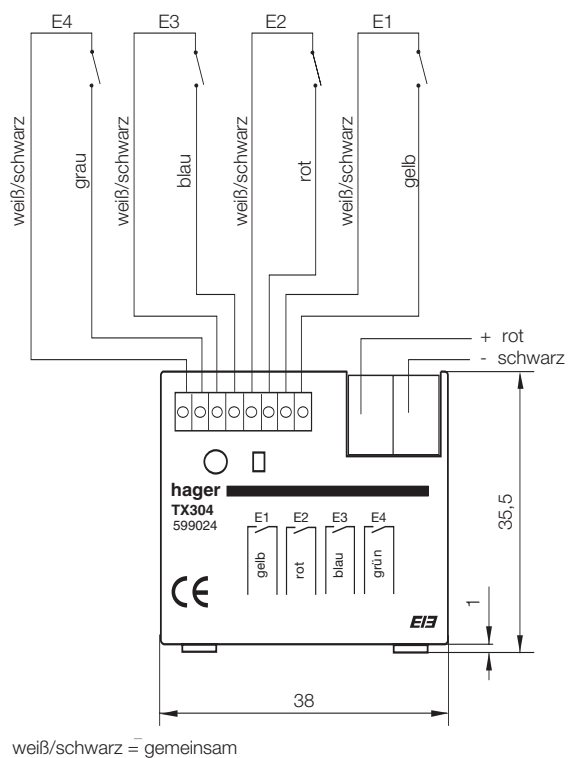 E4 E3 E2 E1
weiß/schwarz
grau
weiß/schwarz
blau
weiß/schwarz
rot
weiß/schwarz
gelb
+ rot
- schwarz
hager
TX304
599024
E1 E2 E3 E4
gelb
rot
blau
grün
CE
EIB
35,5
1
38
weiß/schwarz = gemeinsam